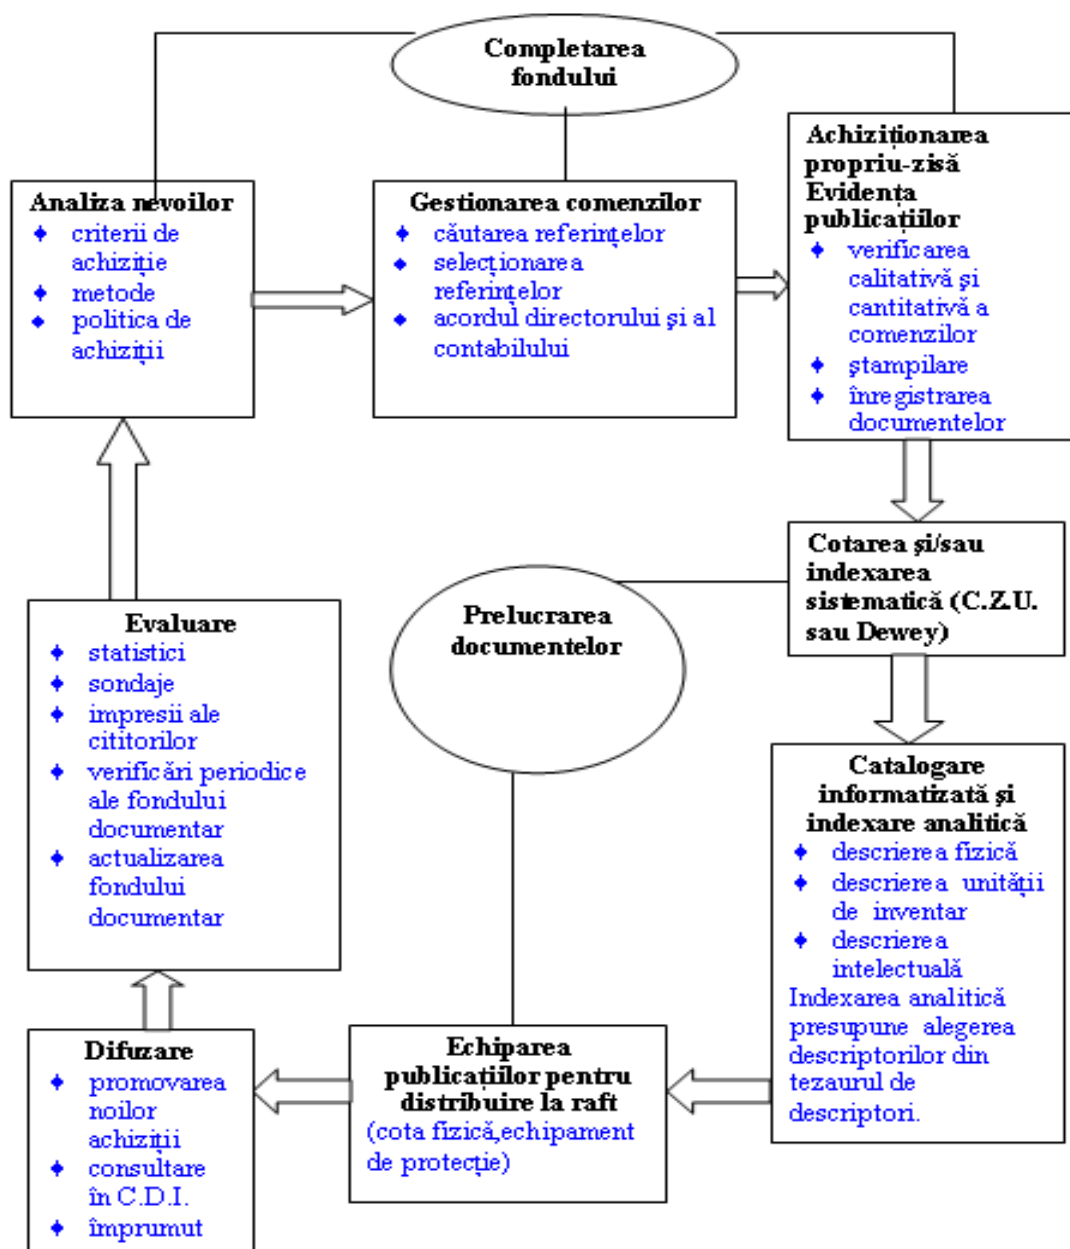 Completarea
fondului
Analiza nevoilor
criterii de
achiziție
metode
politica de
achiziții
Gestionarea comenzilor
căutarea referințelor
selecționarea
referințelor
acordul directorului și al
contabilului
Achiziționarea
propriu-zisă
Evidența
publicațiilor
verificarea
calitativă și
cantitativă a
comenzilor
ștampilare
înregistrarea
documentelor
Cotarea și/sau
indexarea
sistematică (C.Z.U.
sau Dewey)
Prelucrarea
documentelor
Catalogare
informatizată și
indexare analitică
descrierea fizică
descrierea unității
de inventar
descrierea
intelectuală
Indexarea analitică
presupune alegerea
descriptorilor din
tezaurul de
descriptori.
Echiparea
publicațiilor pentru
distribuire la raft
(cota fizică,echipament
de protecție)
Difuzare
promovarea
noilor
achiziții
consultare
în C.D.I.
împrumut
Evaluare
statistici
sondaje
impresii ale
cititorilor
verificări periodice
ale fondului
documentar
actualizarea
fondului
documentar